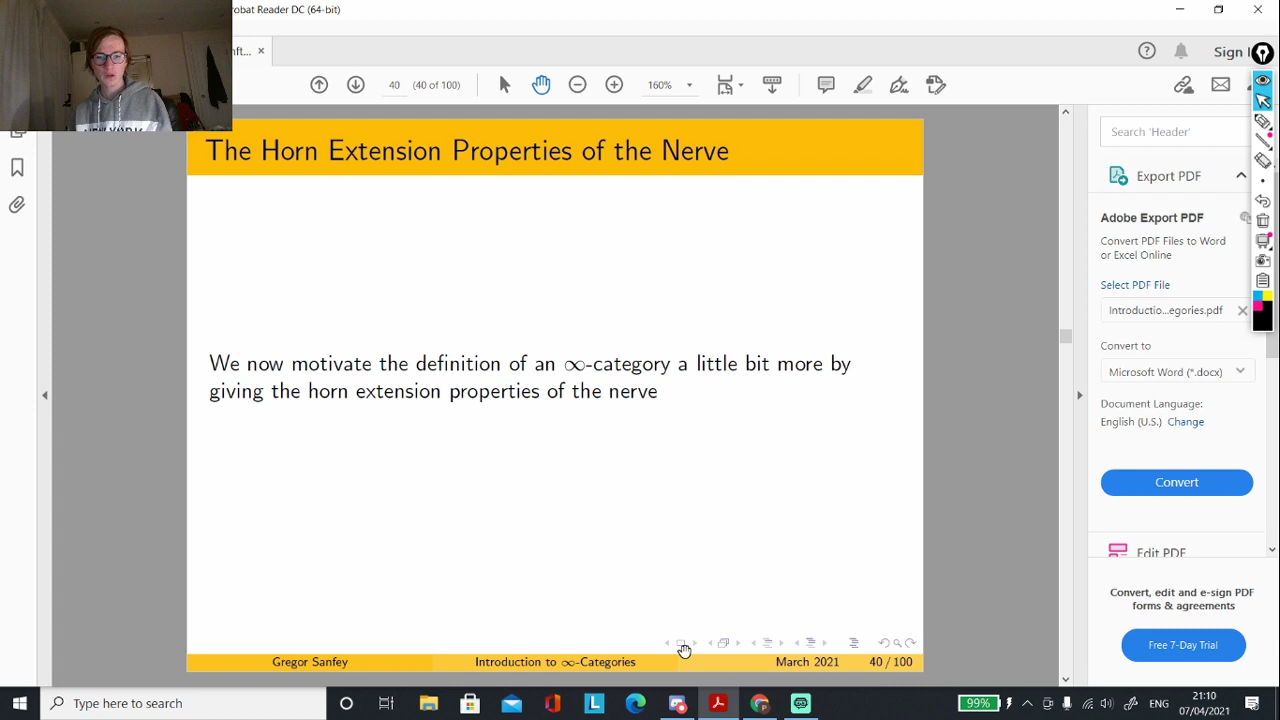 crobat Reader DC (64-bit)
nft...
Sign I
40 (40 of 100)
160%
NEW YORK
The Horn Extension Properties of the Nerve
We now motivate the definition of an ∞-category a little bit more by
giving the horn extension properties of the nerve
Gregor Sanfey Introduction to ∞-Categories March 2021 40 / 100
Search 'Header'
Export PDF
Adobe Export PDF
Convert PDF Files to Word
or Excel Online
Select PDF File
Introductio...egories.pdf
Convert to
Microsoft Word (*.docx)
Document Language:
English (U.S.) Change
Convert
Edit PDF
Convert, edit and e-sign PDF
forms & agreements
Free 7-Day Trial
Type here to search
99%
ENG
21:10
07/04/2021